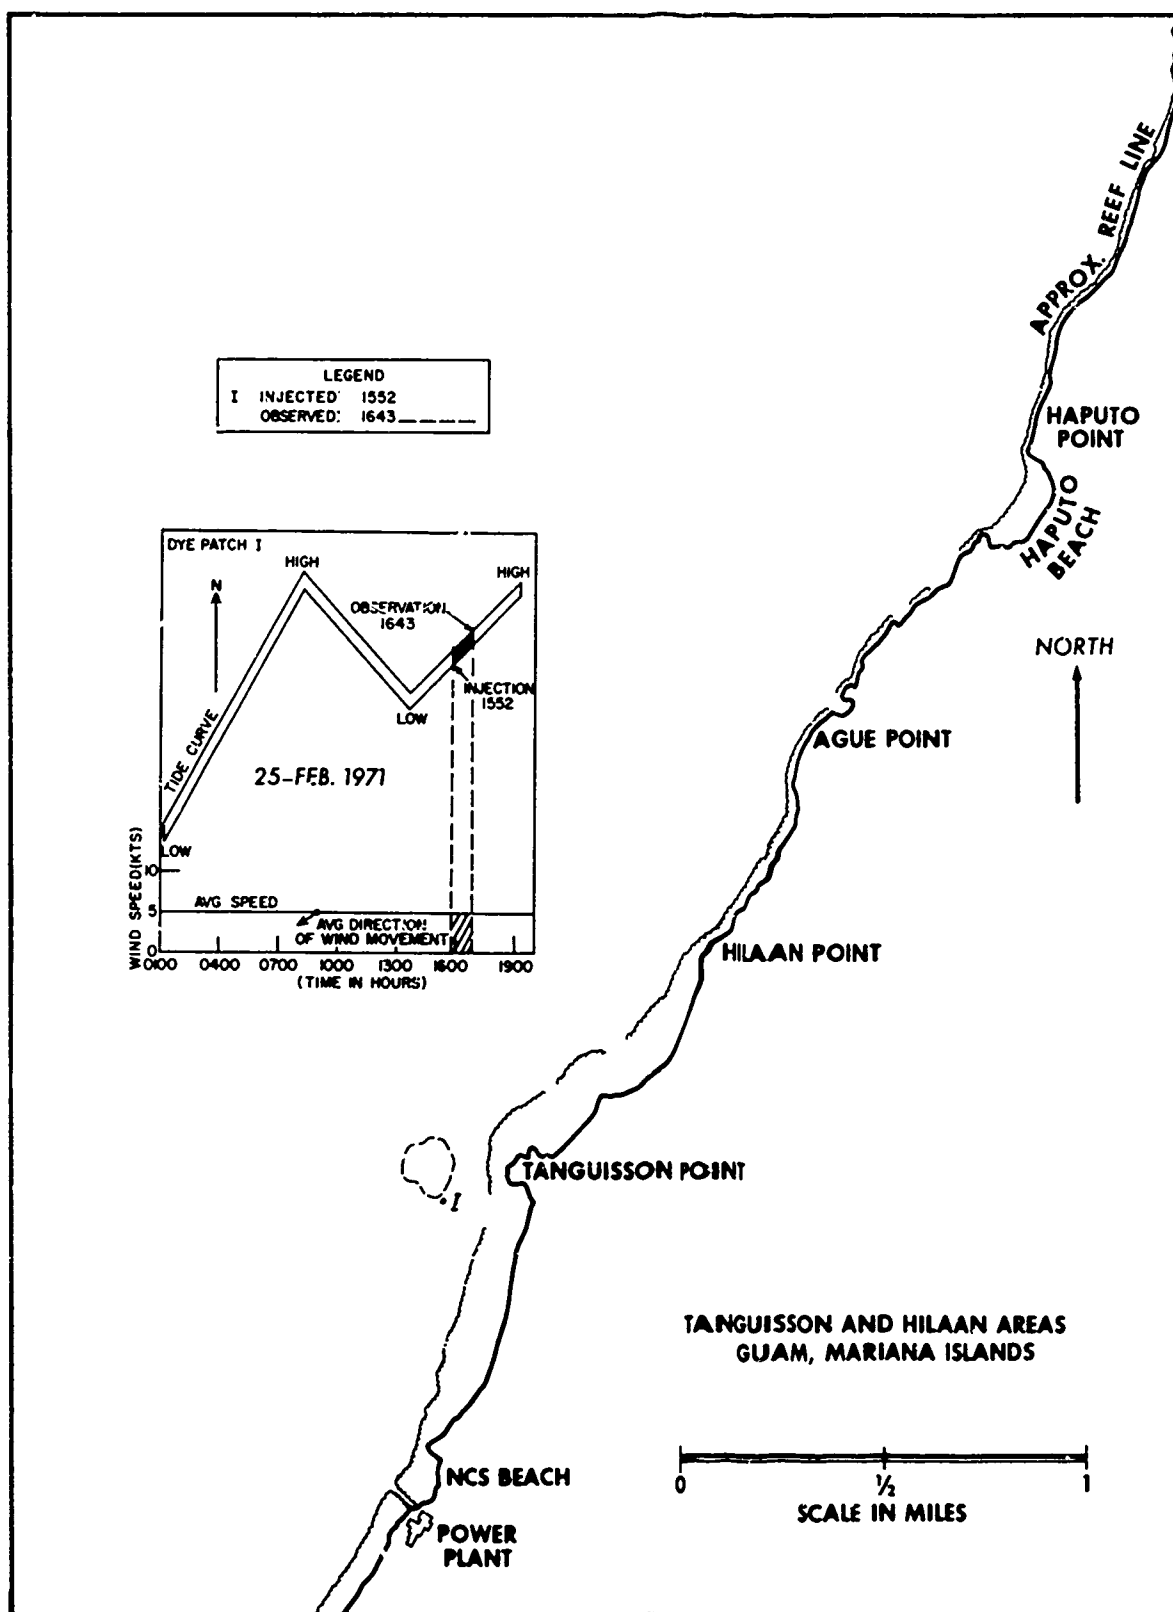 APPROX. REEF LINE
LEGEND
I INJECTED: 1552
OBSERVED: 1643
HAPUTO
POINT
HAPUTO
BEACH
DYE PATCH I
N
HIGH
HIGH
OBSERVATION
1643
INJECTION
1552
LOW
TIDE CURVE
25-FEB. 1971
LOW
WIND SPEED(KTS)
10
AVG SPEED
5
AVG DIRECTION
OF WIND MOVEMENT
0
0100 0400 0700 1000 1300 1600 1900
(TIME IN HOURS)
NORTH
AGUE POINT
HILAAN POINT
TANGUISSON POINT
I
TANGUISSON AND HILAAN AREAS
GUAM, MARIANA ISLANDS
0 1/2 1
SCALE IN MILES
NCS BEACH
POWER
PLANT